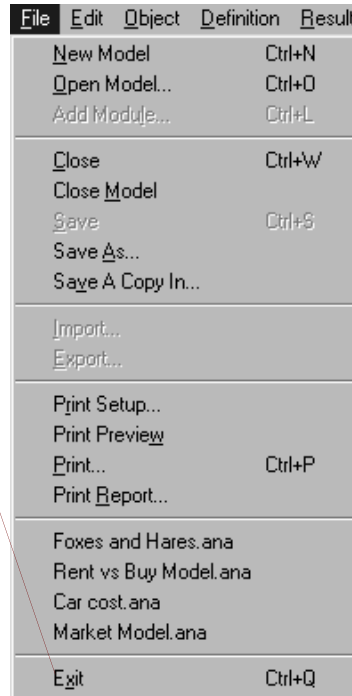 File Edit Object Definition Result
New Model Ctrl+N
Open Model... Ctrl+O
Add Module... Ctrl+L
Close Ctrl+W
Close Model
Save Ctrl+S
Save As...
Save A Copy In...
Import...
Export...
Print Setup...
Print Preview
Print... Ctrl+P
Print Report...
Foxes and Hares.ana
Rent vs Buy Model.ana
Car cost.ana
Market Model.ana
Exit Ctrl+Q